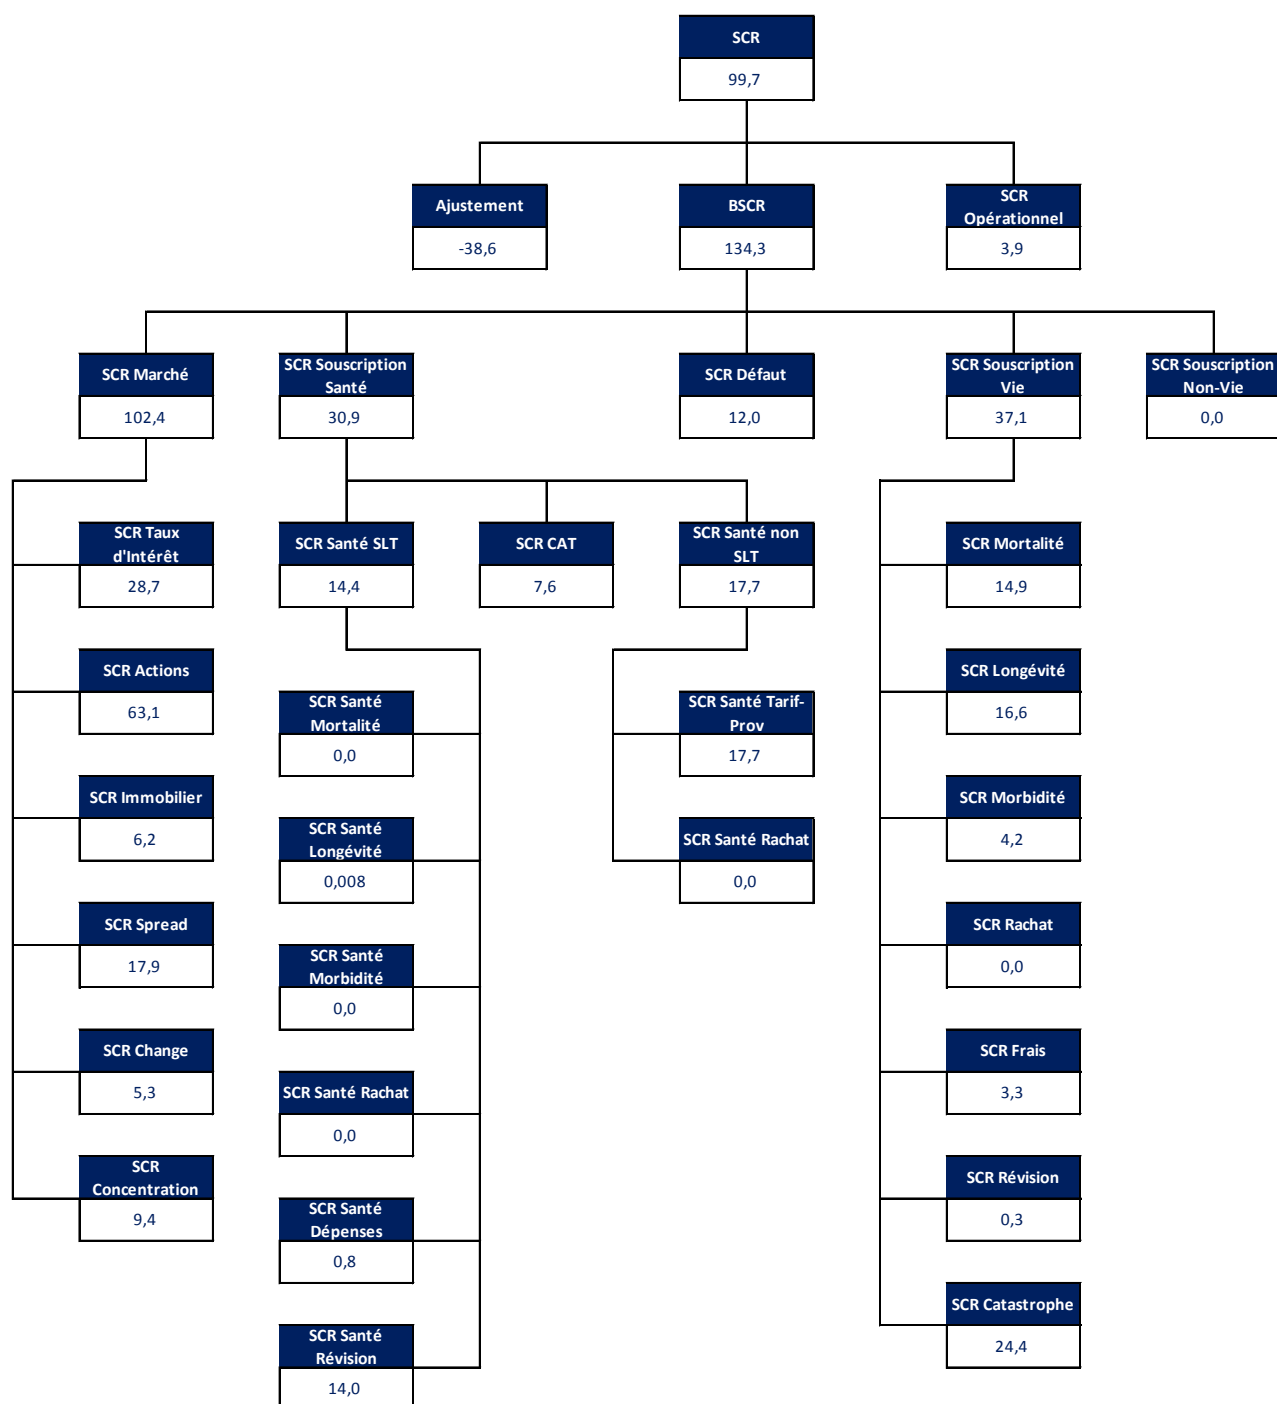 SCR
99,7
Ajustement
-38,6
BSCR
134,3
SCR
Opérationnel
3,9
SCR Marché
102,4
SCR Souscription
Santé
30,9
SCR Défaut
12,0
SCR Souscription
Vie
37,1
SCR Souscription
Non-Vie
0,0
SCR Taux
d'Intérêt
28,7
SCR Actions
63,1
SCR Immobilier
6,2
SCR Spread
17,9
SCR Change
5,3
SCR
Concentration
9,4
SCR Santé SLT
14,4
SCR CAT
7,6
SCR Santé non
SLT
17,7
SCR Santé
Mortalité
0,0
SCR Santé
Longévité
0,008
SCR Santé
Morbidité
0,0
SCR Santé Rachat
0,0
SCR Santé
Dépenses
0,8
SCR Santé
Révision
14,0
SCR Santé Tarif-
Prov
17,7
SCR Santé Rachat
0,0
SCR Mortalité
14,9
SCR Longévité
16,6
SCR Morbidité
4,2
SCR Rachat
0,0
SCR Frais
3,3
SCR Révision
0,3
SCR Catastrophe
24,4